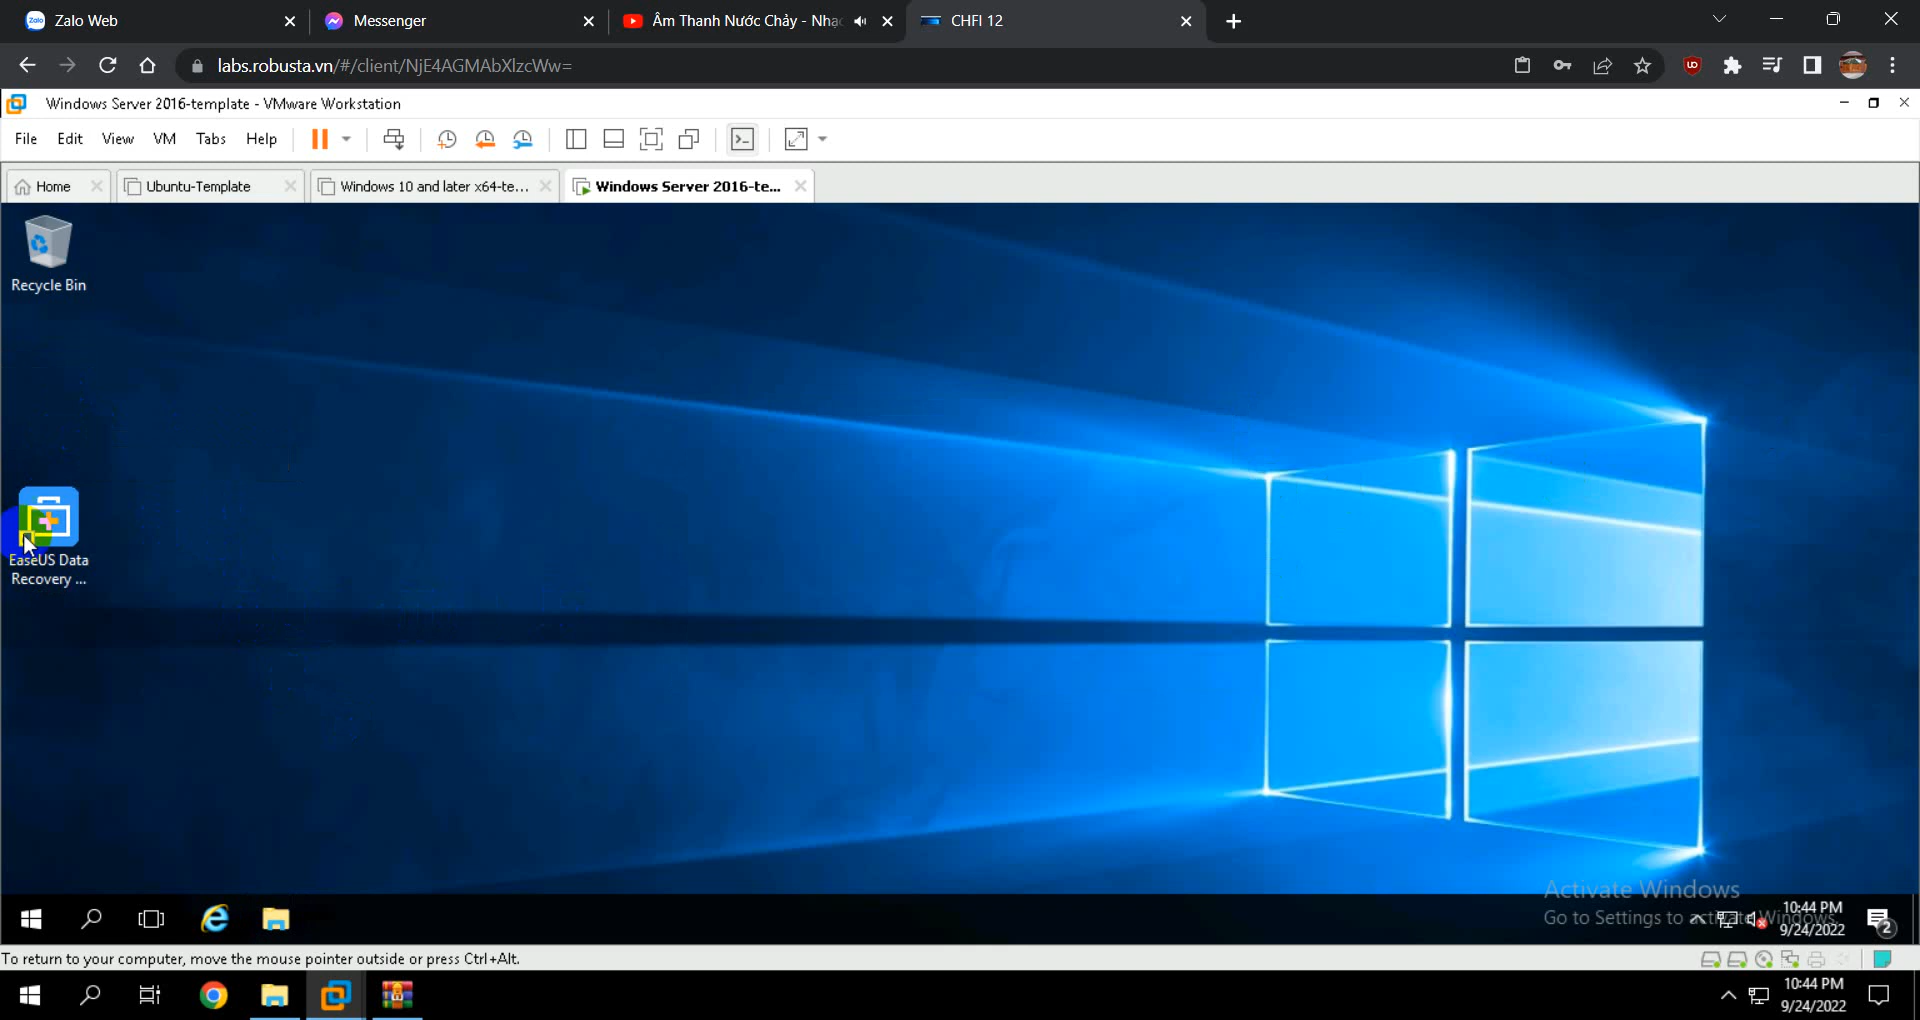 Zalo Web
Messenger
Âm Thanh Nước Chảy - Nhạc
CHFI 12
labs.robusta.vn/#/client/NjE4AGMAbXlzcWw=
Windows Server 2016-template - VMware Workstation
File Edit View VM Tabs Help
Home
Ubuntu-Template
Windows 10 and later x64-te...
Windows Server 2016-te...
Recycle Bin
EaseUS Data
Recovery ...
Activate Windows
Go to Settings to activate Windows.
10:44 PM
9/24/2022
2
To return to your computer, move the mouse pointer outside or press Ctrl+Alt.
10:44 PM
9/24/2022